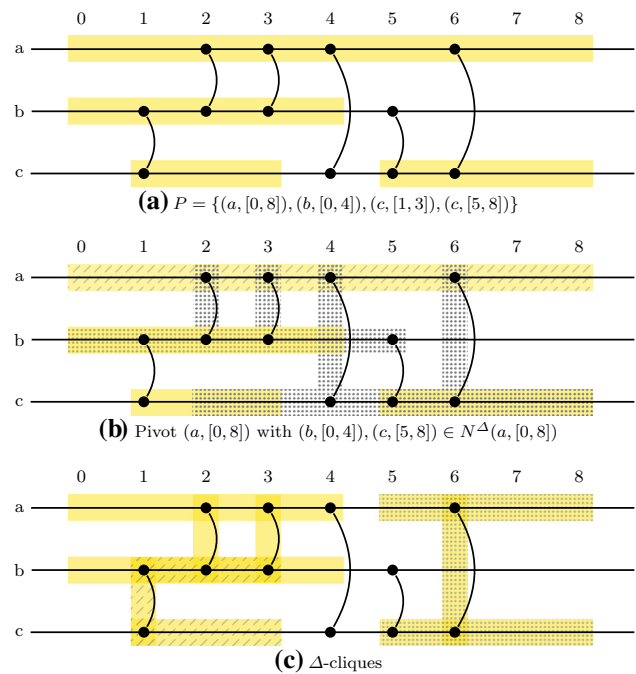 0 1 2 3 4 5 6 7 8
a
b
c
(a) P = {(a, [0, 8]), (b, [0, 4]), (c, [1, 3]), (c, [5, 8])}
0 1 2 3 4 5 6 7 8
a
b
c
(b) Pivot (a, [0, 8]) with (b, [0, 4]), (c, [5, 8]) ∈ N^Δ(a, [0, 8])
0 1 2 3 4 5 6 7 8
a
b
c
(c) Δ-cliques